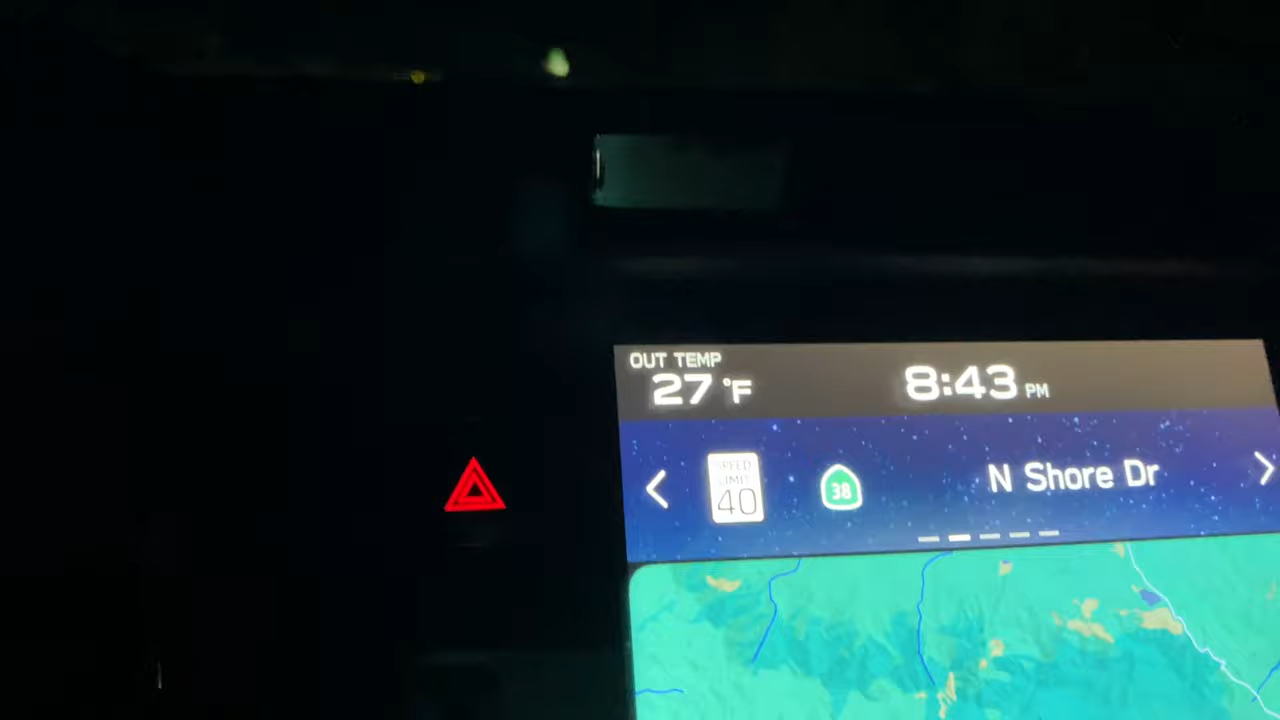 OUT TEMP
27 °F
8:43 PM
SPEED
LIMIT
40
38
N Shore Dr